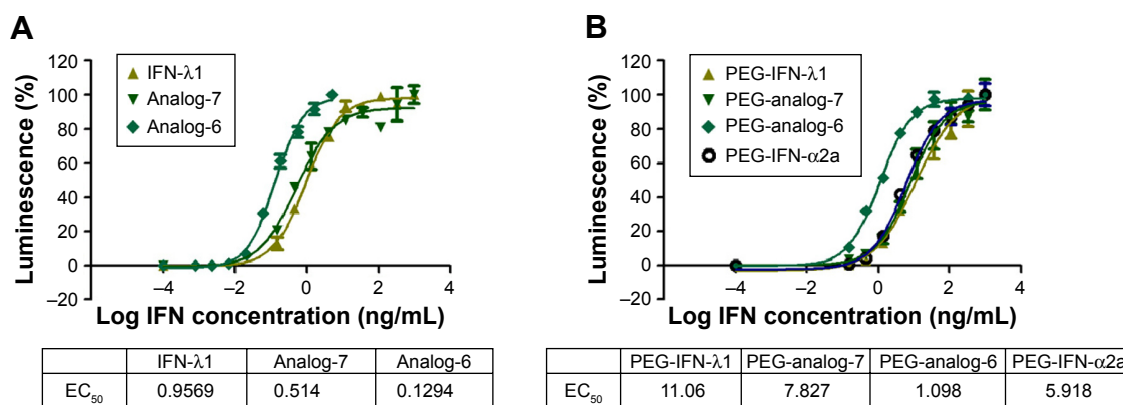 A
120
100
80
60
40
20
0
–20
Luminescence (%)
IFN-λ1
Analog-7
Analog-6
–4
–2
0
2
4
Log IFN concentration (ng/mL)
IFN-λ1 Analog-7 Analog-6
EC50 0.9569 0.514 0.1294
B
120
100
80
60
40
20
0
–20
Luminescence (%)
PEG-IFN-λ1
PEG-analog-7
PEG-analog-6
PEG-IFN-α2a
–4
–2
0
2
4
Log IFN concentration (ng/mL)
PEG-IFN-λ1 PEG-analog-7 PEG-analog-6 PEG-IFN-α2a
EC50 11.06 7.827 1.098 5.918